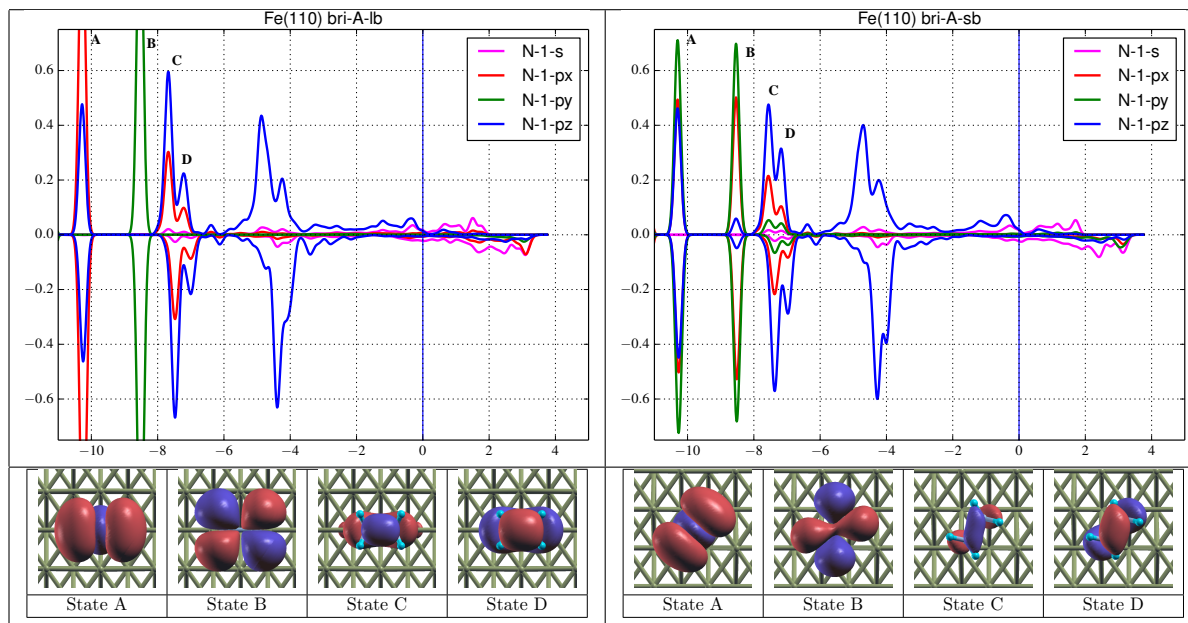 Fe(110) bri-A-lb
A
B
C
D
N-1-s
N-1-px
N-1-py
N-1-pz
0.6
0.4
0.2
0.0
−0.2
−0.4
−0.6
−10
−8
−6
−4
−2
0
2
4
State A
State B
State C
State D
Fe(110) bri-A-sb
A
B
C
D
N-1-s
N-1-px
N-1-py
N-1-pz
0.6
0.4
0.2
0.0
−0.2
−0.4
−0.6
−10
−8
−6
−4
−2
0
2
4
State A
State B
State C
State D